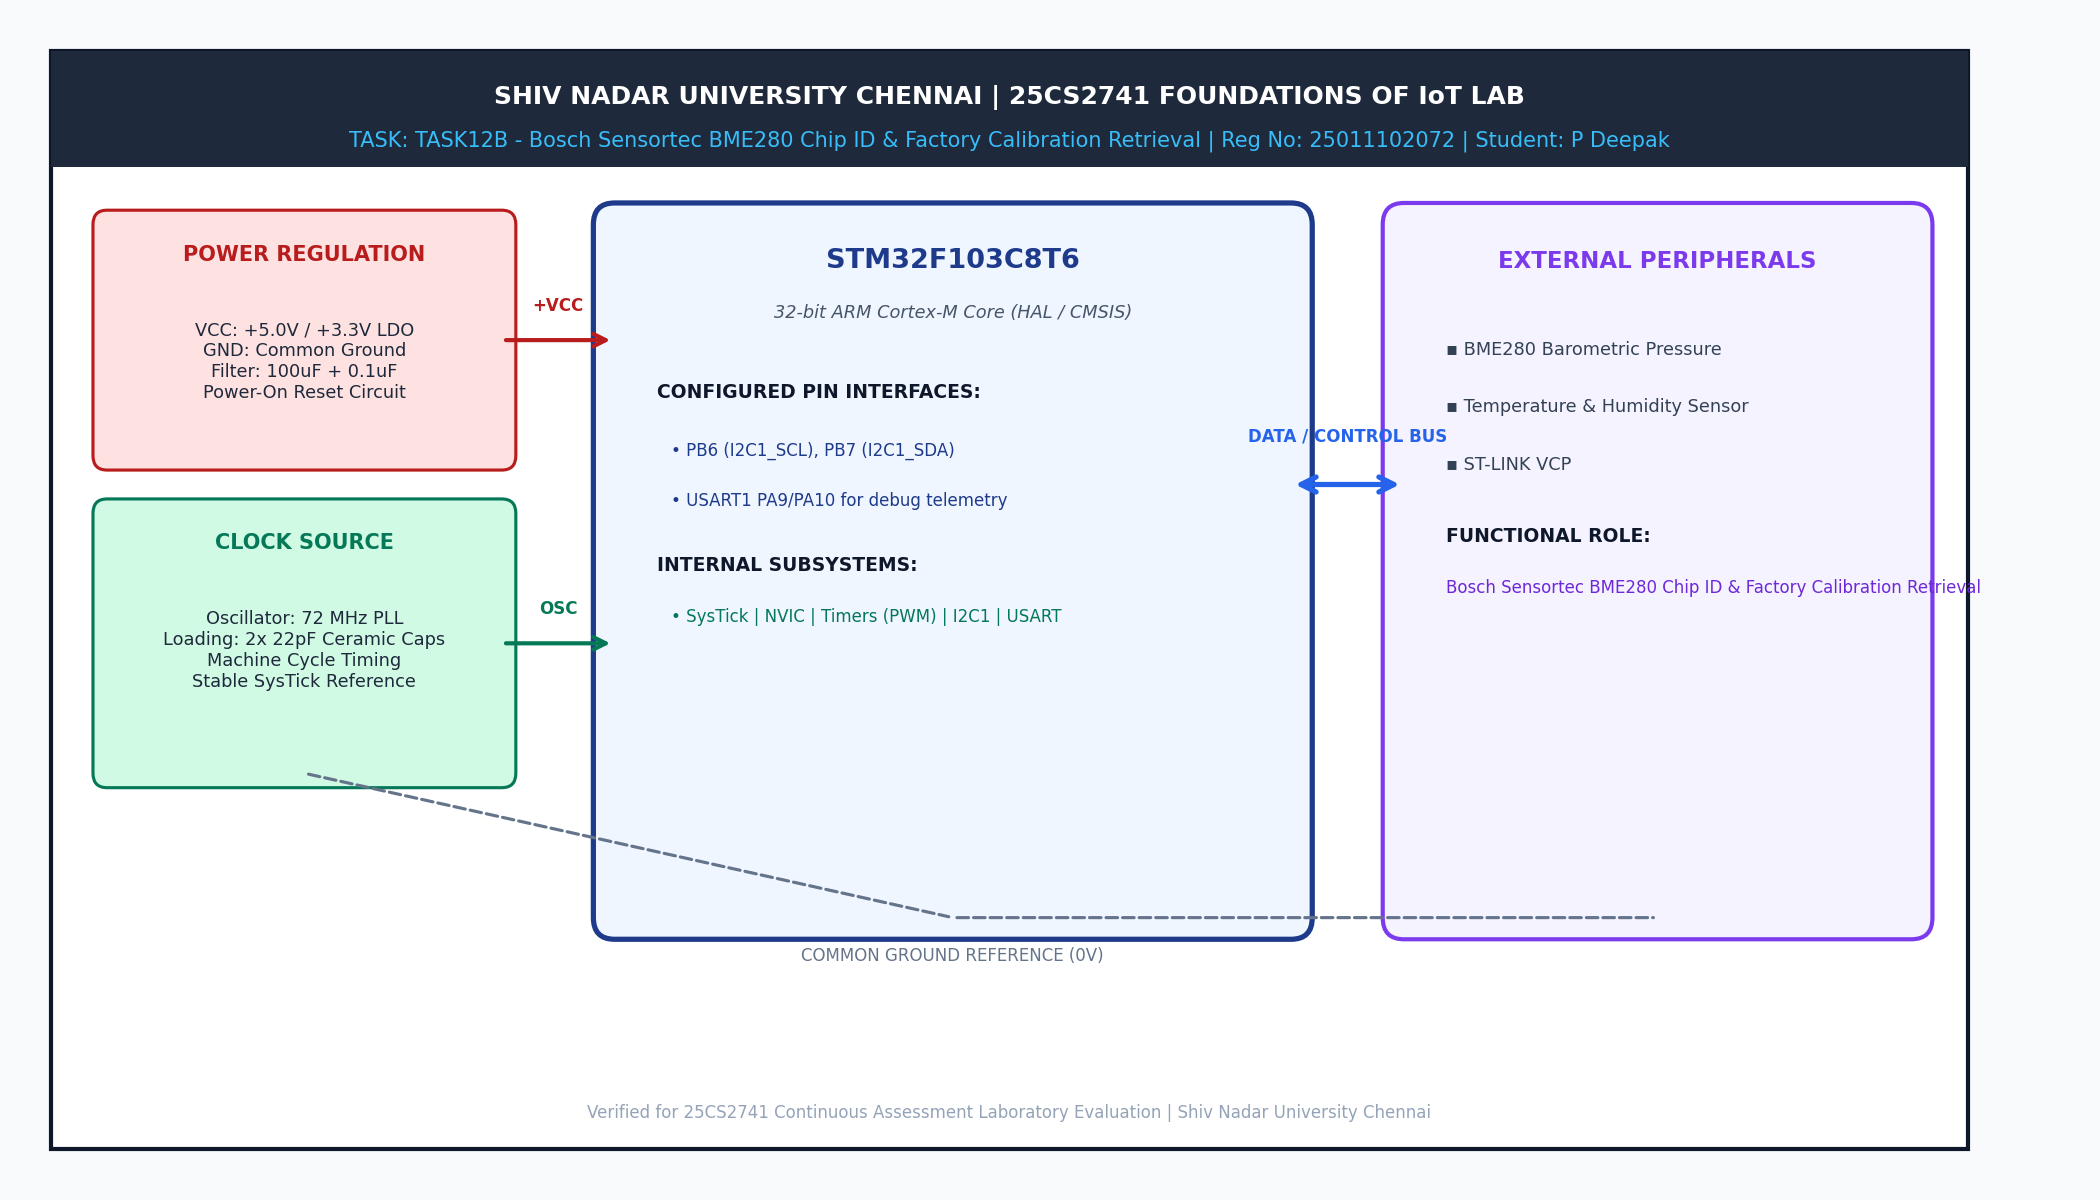 SHIV NADAR UNIVERSITY CHENNAI | 25CS2741 FOUNDATIONS OF IoT LAB
TASK: TASK12B - Bosch Sensortec BME280 Chip ID & Factory Calibration Retrieval | Reg No: 25011102072 | Student: P Deepak
POWER REGULATION
VCC: +5.0V / +3.3V LDO
GND: Common Ground
Filter: 100uF + 0.1uF
Power-On Reset Circuit
+VCC
CLOCK SOURCE
Oscillator: 72 MHz PLL
Loading: 2x 22pF Ceramic Caps
Machine Cycle Timing
Stable SysTick Reference
OSC
STM32F103C8T6
32-bit ARM Cortex-M Core (HAL / CMSIS)
CONFIGURED PIN INTERFACES:
• PB6 (I2C1_SCL), PB7 (I2C1_SDA)
• USART1 PA9/PA10 for debug telemetry
INTERNAL SUBSYSTEMS:
• SysTick | NVIC | Timers (PWM) | I2C1 | USART
DATA / CONTROL BUS
EXTERNAL PERIPHERALS
▪ BME280 Barometric Pressure
▪ Temperature & Humidity Sensor
▪ ST-LINK VCP
FUNCTIONAL ROLE:
Bosch Sensortec BME280 Chip ID & Factory Calibration Retrieval
COMMON GROUND REFERENCE (0V)
Verified for 25CS2741 Continuous Assessment Laboratory Evaluation | Shiv Nadar University Chennai